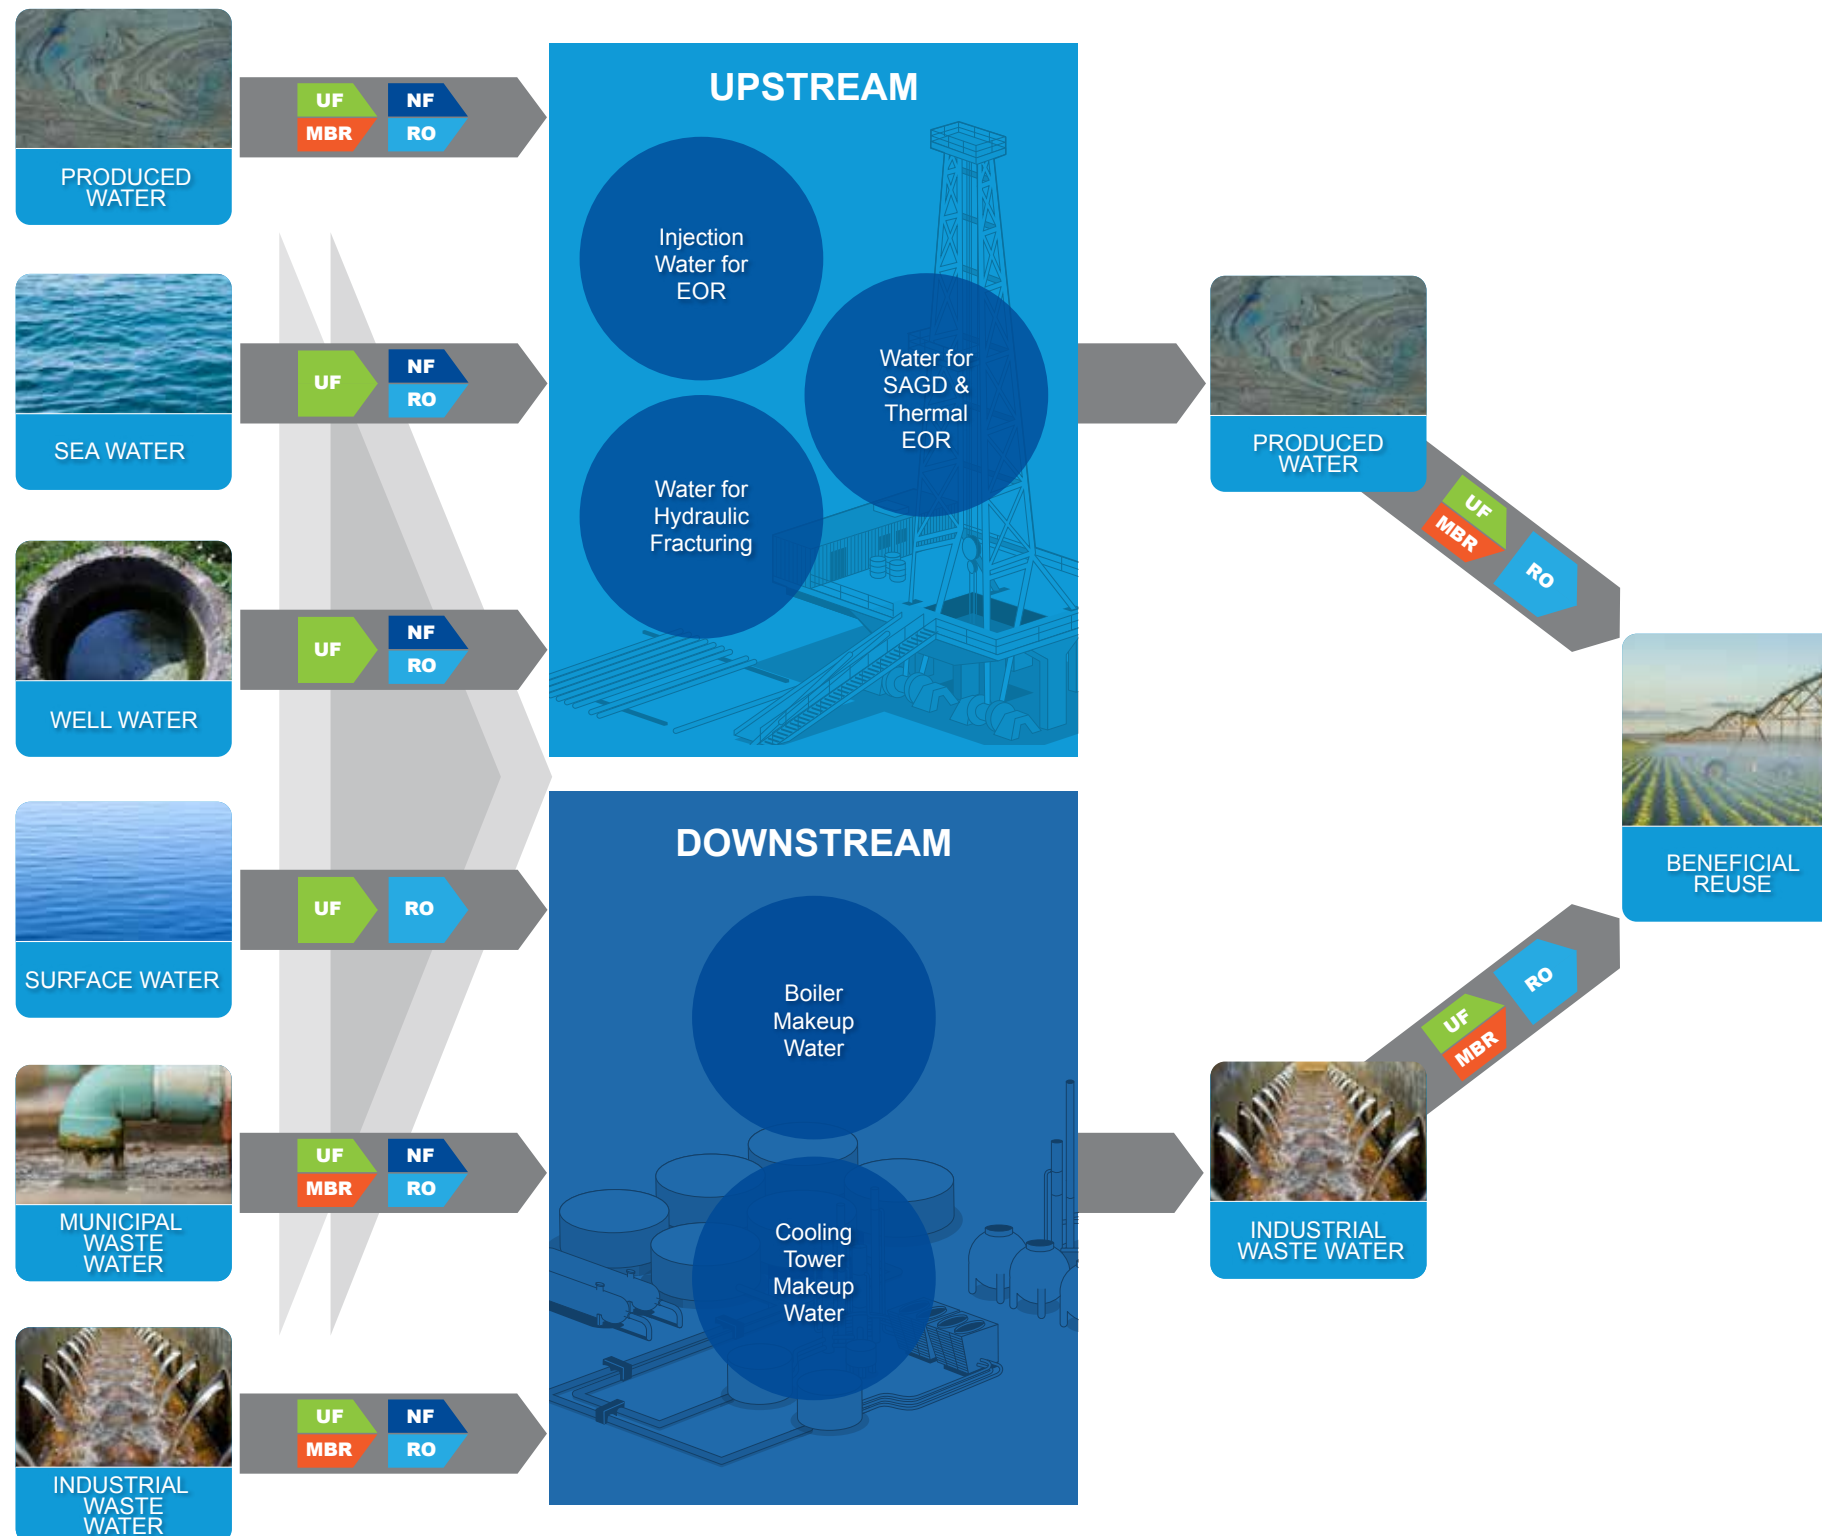 UF
MBR
NF
RO
PRODUCED
WATER
UF
NF
RO
SEA WATER
UF
NF
RO
WELL WATER
UF
RO
SURFACE WATER
UF
MBR
NF
RO
MUNICIPAL
WASTE
WATER
UF
MBR
NF
RO
INDUSTRIAL
WASTE
WATER
UPSTREAM
Injection
Water for
EOR
Water for
SAGD &
Thermal
EOR
Water for
Hydraulic
Fracturing
DOWNSTREAM
Boiler
Makeup
Water
Cooling
Tower
Makeup
Water
PRODUCED
WATER
UF
MBR
RO
INDUSTRIAL
WASTE WATER
UF
MBR
RO
BENEFICIAL
REUSE